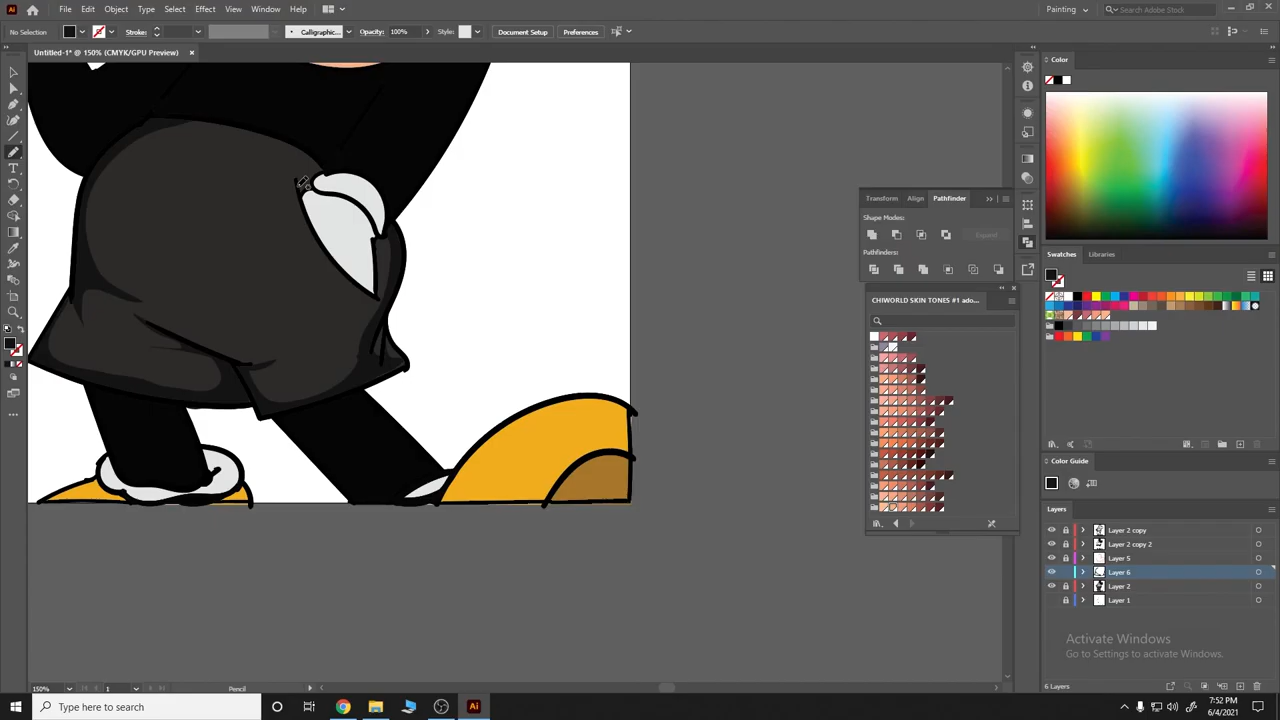 Ai
File Edit Object Type Select Effect View Window Help
Painting
Search Adobe Stock
No Selection
Stroke:
Calligraphic...
Opacity: 100%
Style:
Document Setup
Preferences
Untitled-1* @ 150% (CMYK/GPU Preview)
Color
Transform Align Pathfinder
Shape Modes:
Expand
Pathfinders:
Swatches Libraries
CHIWORLD SKIN TONES #1 ado...
Color Guide
Layers
Layer 2 copy
Layer 2 copy 2
Layer 5
Layer 6
Layer 2
Layer 1
Activate Windows
Go to Settings to activate Windows.
6 Layers
150%
1
Pencil
Type here to search
Ai
7:52 PM
6/4/2021